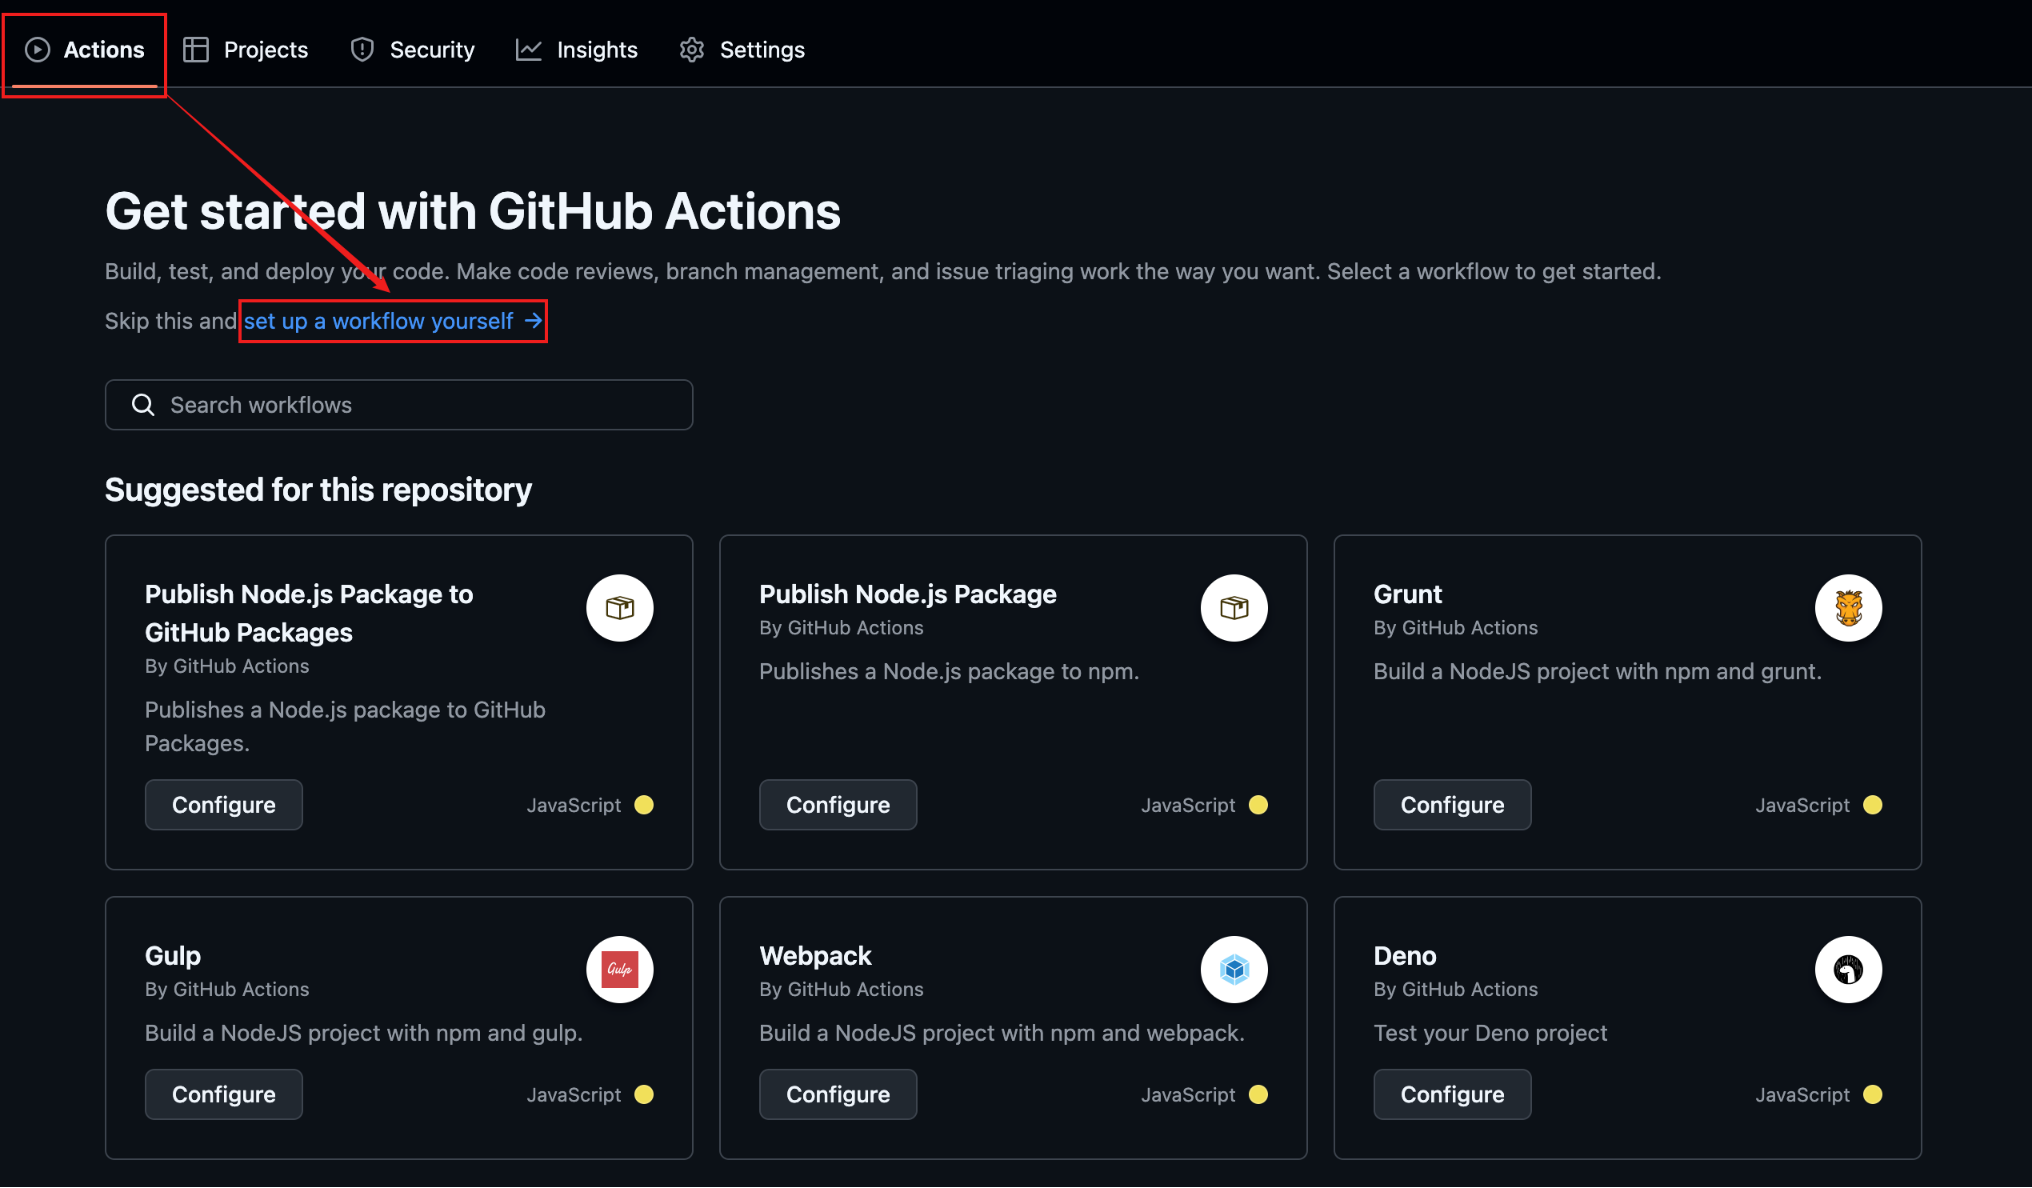 Actions Projects Security Insights Settings
Get started with GitHub Actions
Build, test, and deploy your code. Make code reviews, branch management, and issue triaging work the way you want. Select a workflow to get started.
Skip this and set up a workflow yourself →
Search workflows
Suggested for this repository
Publish Node.js Package to
GitHub Packages
By GitHub Actions
Publishes a Node.js package to GitHub
Packages.
Configure JavaScript
Publish Node.js Package
By GitHub Actions
Publishes a Node.js package to npm.
Configure JavaScript
Grunt
By GitHub Actions
Build a NodeJS project with npm and grunt.
Configure JavaScript
Gulp
Gulp
By GitHub Actions
Build a NodeJS project with npm and gulp.
Configure JavaScript
Webpack
By GitHub Actions
Build a NodeJS project with npm and webpack.
Configure JavaScript
Deno
By GitHub Actions
Test your Deno project
Configure JavaScript